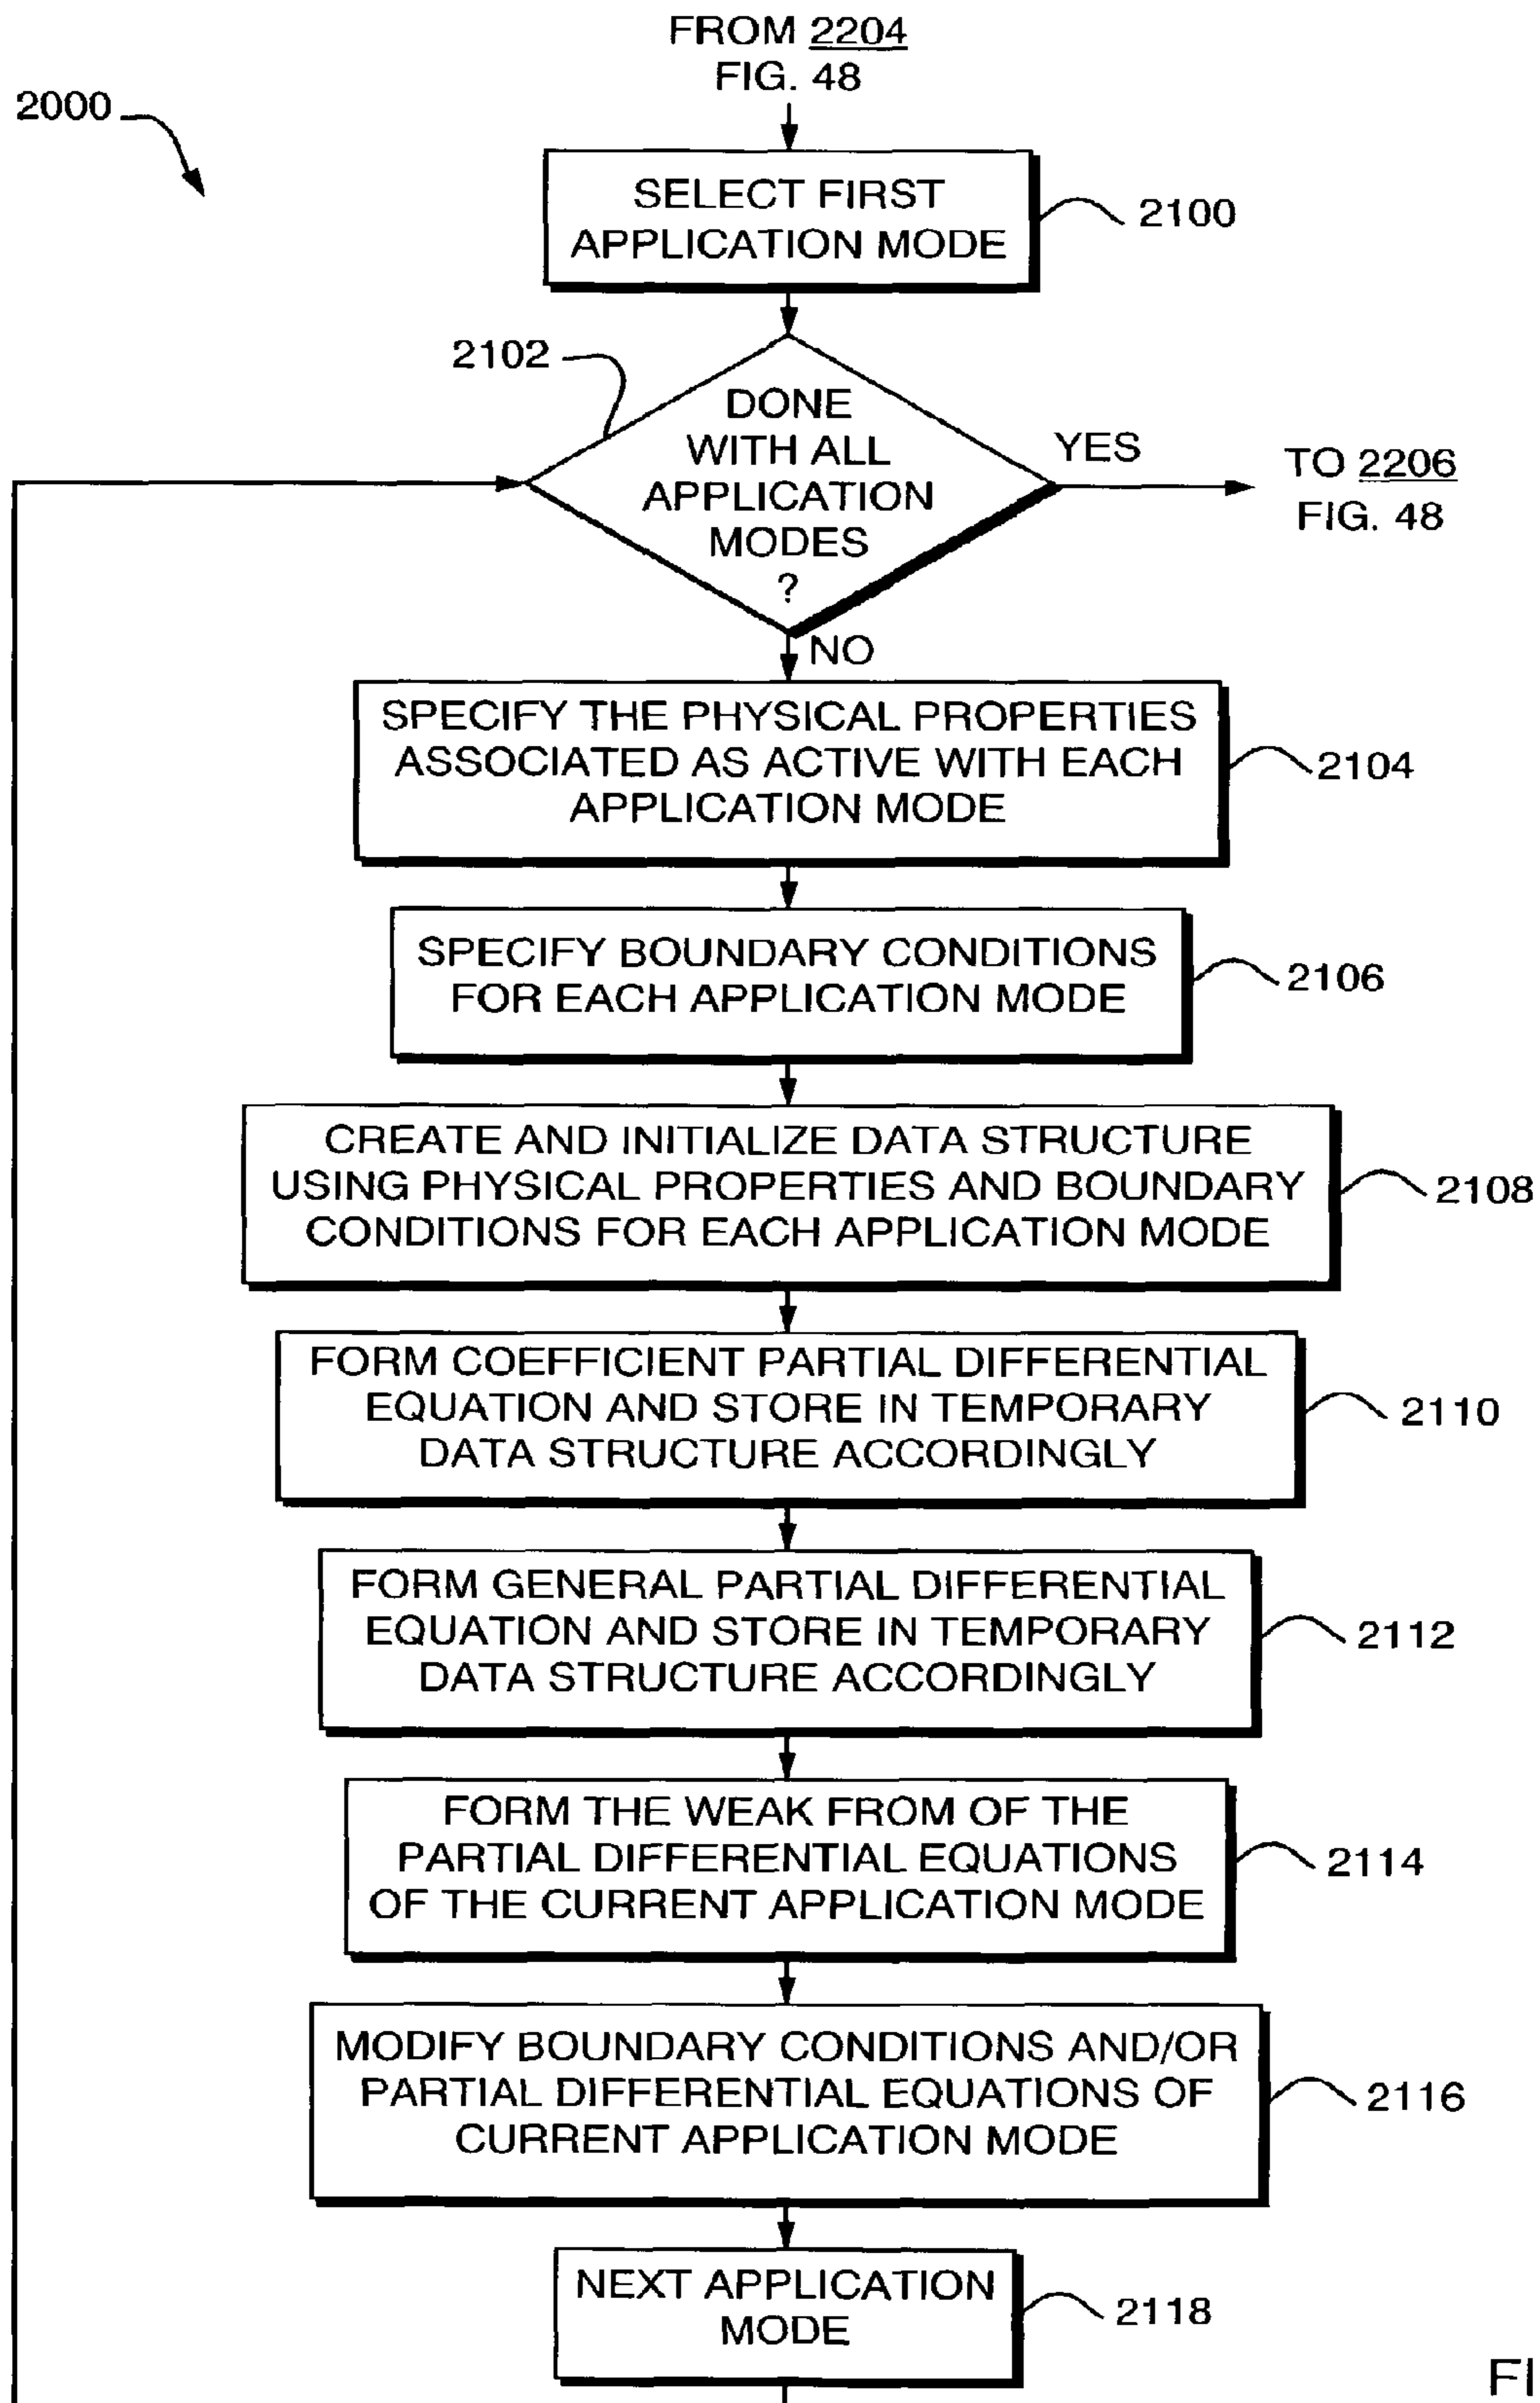 FROM 2204
FIG. 48
2000
SELECT FIRST
APPLICATION MODE
2100
2102
DONE
WITH ALL
APPLICATION
MODES
?
YES
TO 2206
FIG. 48
NO
SPECIFY THE PHYSICAL PROPERTIES
ASSOCIATED AS ACTIVE WITH EACH
APPLICATION MODE
2104
SPECIFY BOUNDARY CONDITIONS
FOR EACH APPLICATION MODE
2106
CREATE AND INITIALIZE DATA STRUCTURE
USING PHYSICAL PROPERTIES AND BOUNDARY
CONDITIONS FOR EACH APPLICATION MODE
2108
FORM COEFFICIENT PARTIAL DIFFERENTIAL
EQUATION AND STORE IN TEMPORARY
DATA STRUCTURE ACCORDINGLY
2110
FORM GENERAL PARTIAL DIFFERENTIAL
EQUATION AND STORE IN TEMPORARY
DATA STRUCTURE ACCORDINGLY
2112
FORM THE WEAK FROM OF THE
PARTIAL DIFFERENTIAL EQUATIONS
OF THE CURRENT APPLICATION MODE
2114
MODIFY BOUNDARY CONDITIONS AND/OR
PARTIAL DIFFERENTIAL EQUATIONS OF
CURRENT APPLICATION MODE
2116
NEXT APPLICATION
MODE
2118
FI